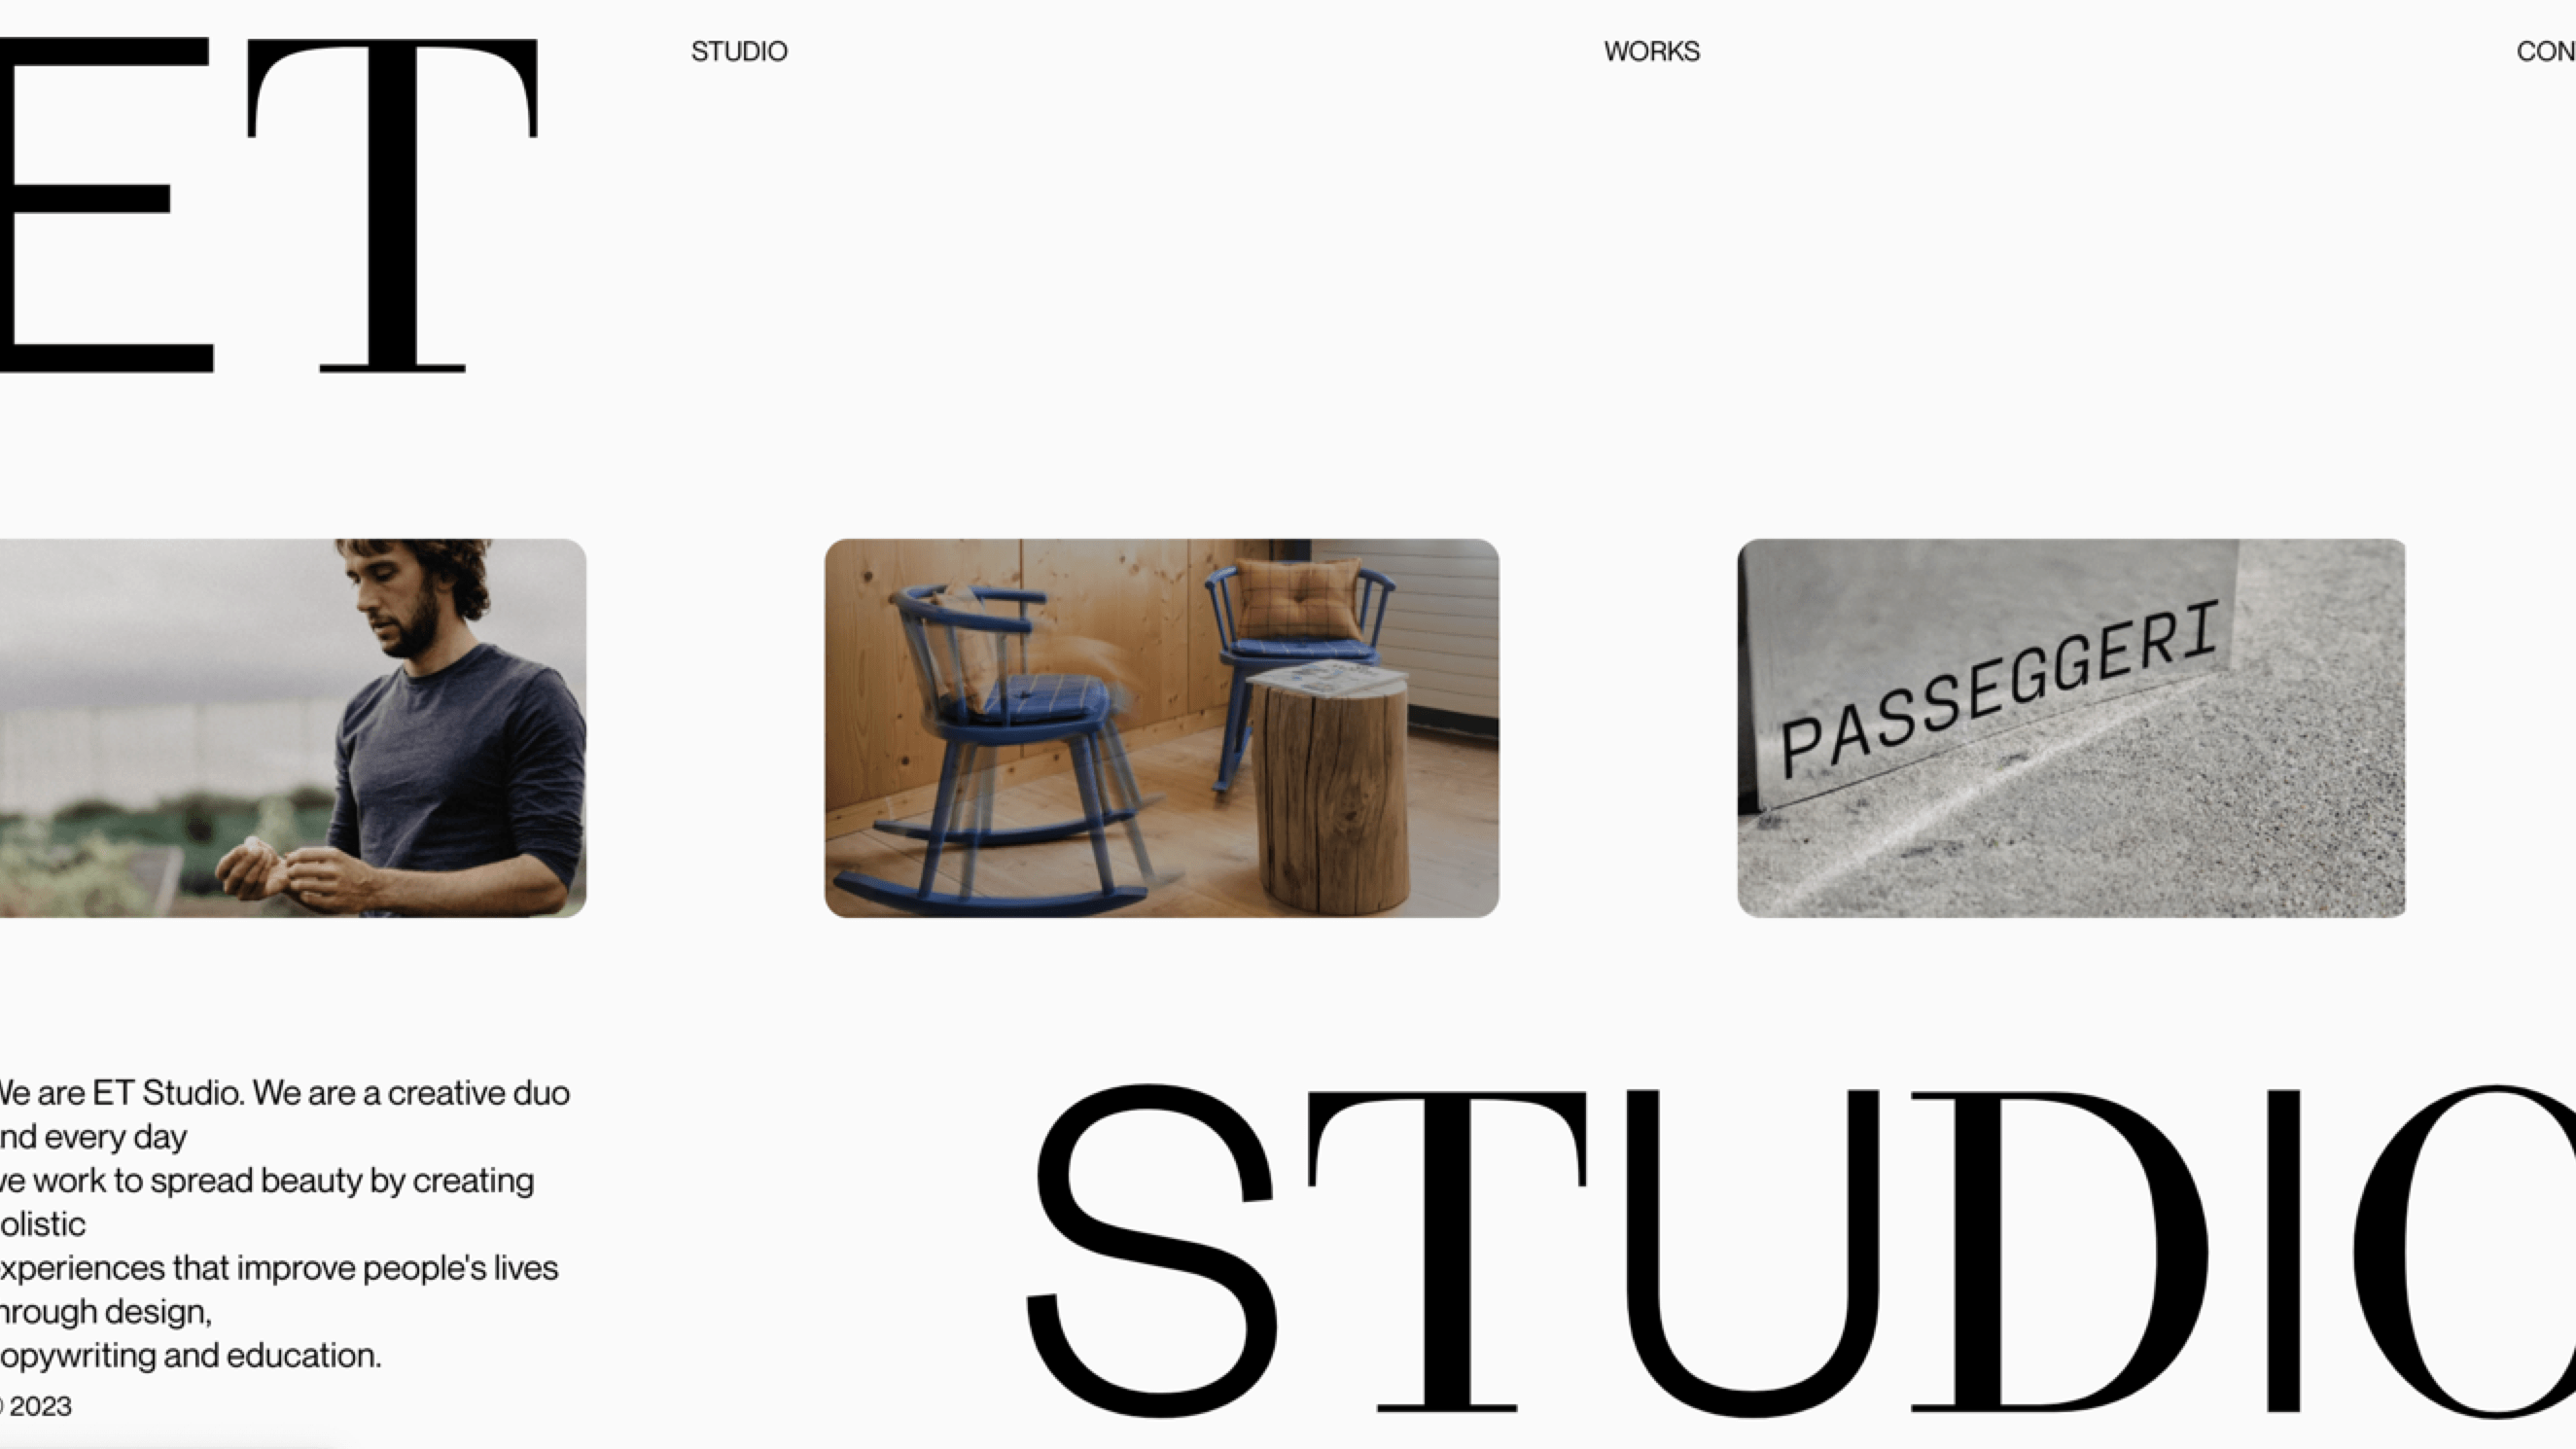 ET
STUDIO
WORKS
CON
PASSEGGERI
We are ET Studio. We are a creative duo
nd every day
we work to spread beauty by creating
olistic
xperiences that improve people's lives
hrough design,
opywriting and education.
© 2023
STUDIO